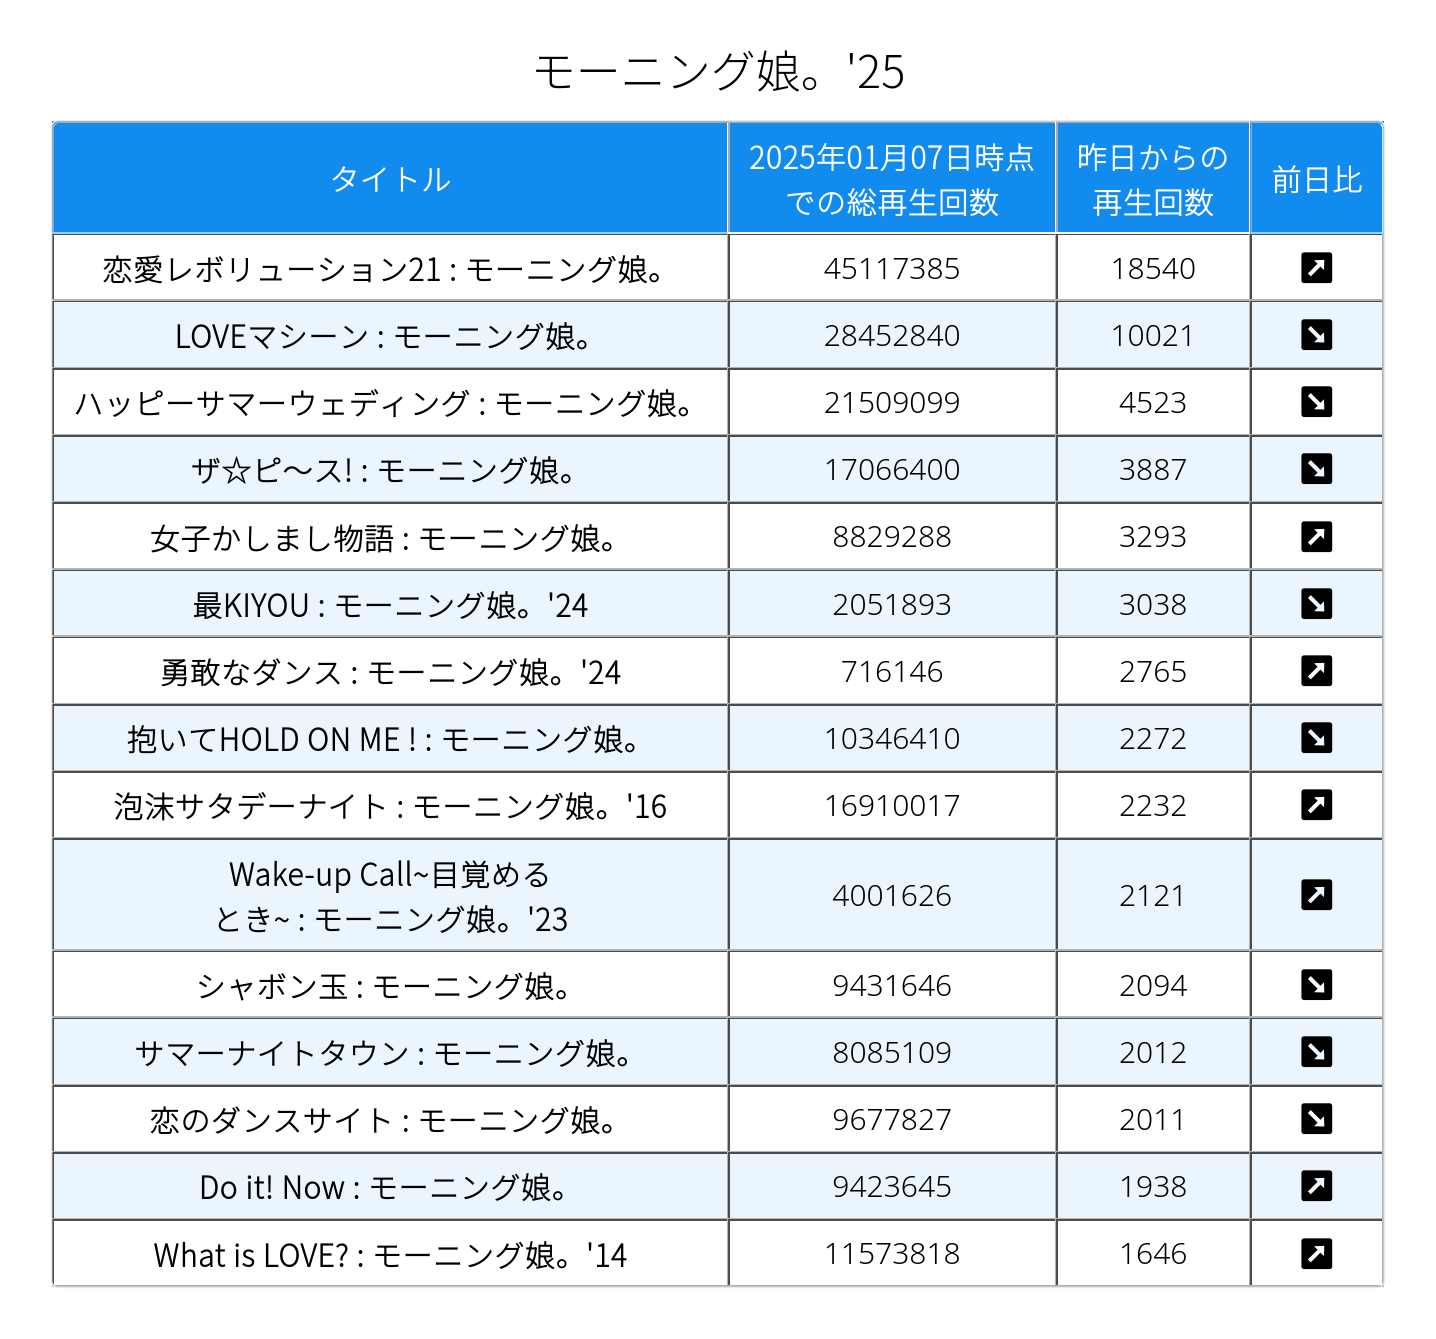 モーニング娘。'25
タイトル 2025年01月07日時点での総再生回数 昨日からの再生回数 前日比
恋愛レボリューション21 : モーニング娘。 45117385 18540 ↗
LOVEマシーン : モーニング娘。 28452840 10021 ↘
ハッピーサマーウェディング : モーニング娘。 21509099 4523 ↘
ザ☆ピ〜ス! : モーニング娘。 17066400 3887 ↘
女子かしまし物語 : モーニング娘。 8829288 3293 ↗
最KIYOU : モーニング娘。'24 2051893 3038 ↘
勇敢なダンス : モーニング娘。'24 716146 2765 ↗
抱いてHOLD ON ME ! : モーニング娘。 10346410 2272 ↘
泡沫サタデーナイト : モーニング娘。'16 16910017 2232 ↗
Wake-up Call~目覚める
とき~ : モーニング娘。'23 4001626 2121 ↗
シャボン玉 : モーニング娘。 9431646 2094 ↘
サマーナイトタウン : モーニング娘。 8085109 2012 ↘
恋のダンスサイト : モーニング娘。 9677827 2011 ↘
Do it! Now : モーニング娘。 9423645 1938 ↗
What is LOVE? : モーニング娘。'14 11573818 1646 ↗